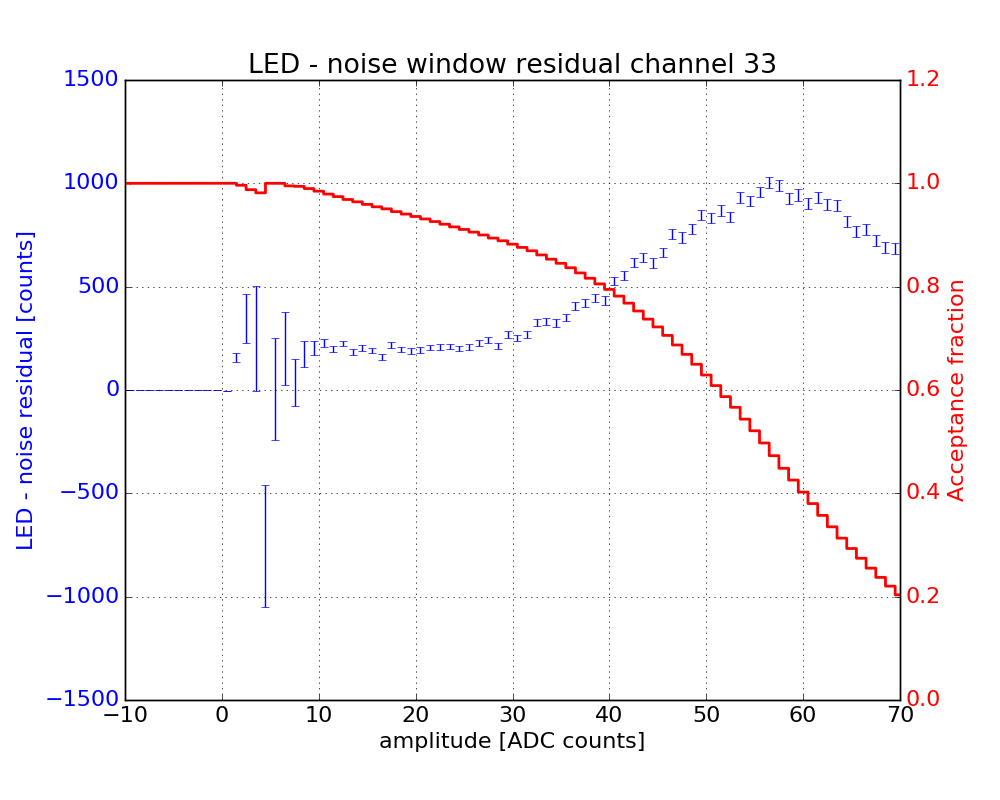 LED - noise window residual channel 33
1500
1000
500
0
−500
−1000
−1500
LED - noise residual [counts]
1.2
1.0
0.8
0.6
0.4
0.2
0.0
Acceptance fraction
−10 0 10 20 30 40 50 60 70
amplitude [ADC counts]